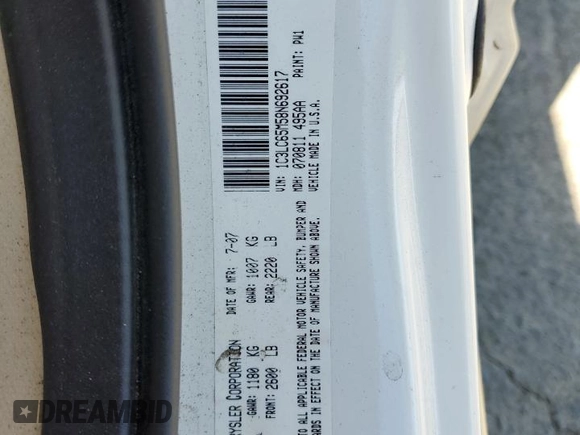 YSLER CORPORATION DATE OF MFR: 7-07
GAWR: 1180 KG GAWR: 1007 KG
FRONT: 2600 LB REAR: 2220 LB
VIN: 1C3LC65M58N692617
MDH: 070811 495AA PAINT: PW1
VEHICLE MADE IN U.S.A.
TO ALL APPLICABLE FEDERAL MOTOR VEHICLE SAFETY, BUMPER AND
ARDS IN EFFECT ON THE DATE OF MANUFACTURE SHOWN ABOVE.
DREAMBID